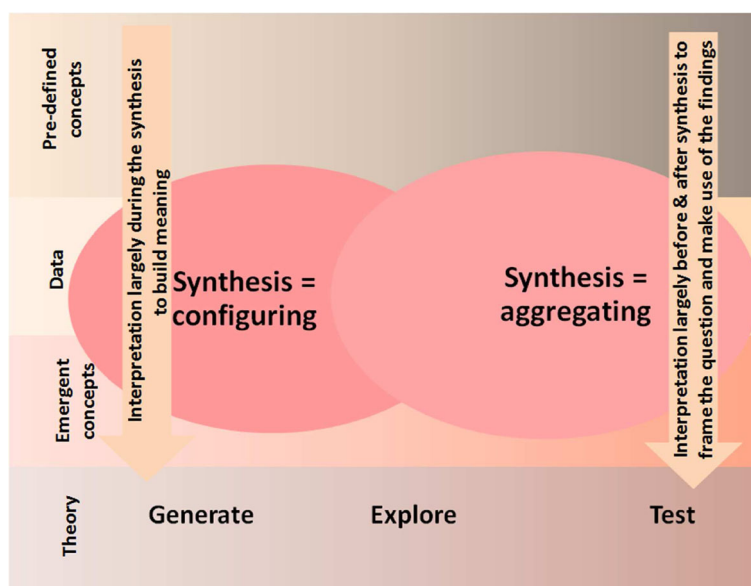 Pre-defined
concepts
Data
Emergent
concepts
Theory
Interpretation largely during the synthesis
to build meaning
Synthesis =
configuring
Synthesis =
aggregating
Interpretation largely before & after synthesis to
frame the question and make use of the findings
Generate
Explore
Test